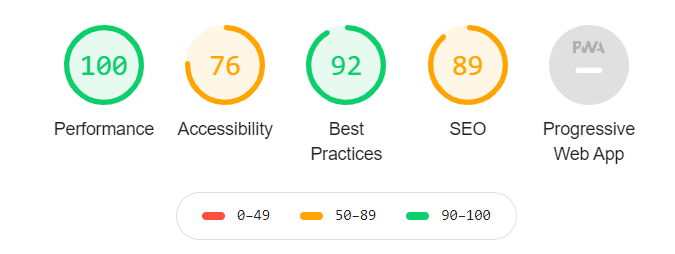 100 76 92 89 PWA
Performance Accessibility Best SEO Progressive
Practices Web App
0–49 50–89 90–100